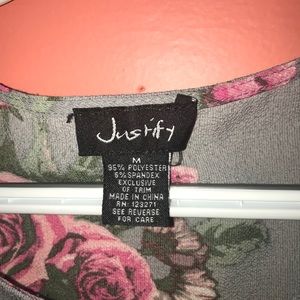 Justify
M
95% POLYESTER
5% SPANDEX
EXCLUSIVE
OF TRIM
MADE IN CHINA
RN: 123271
SEE REVERSE
FOR CARE